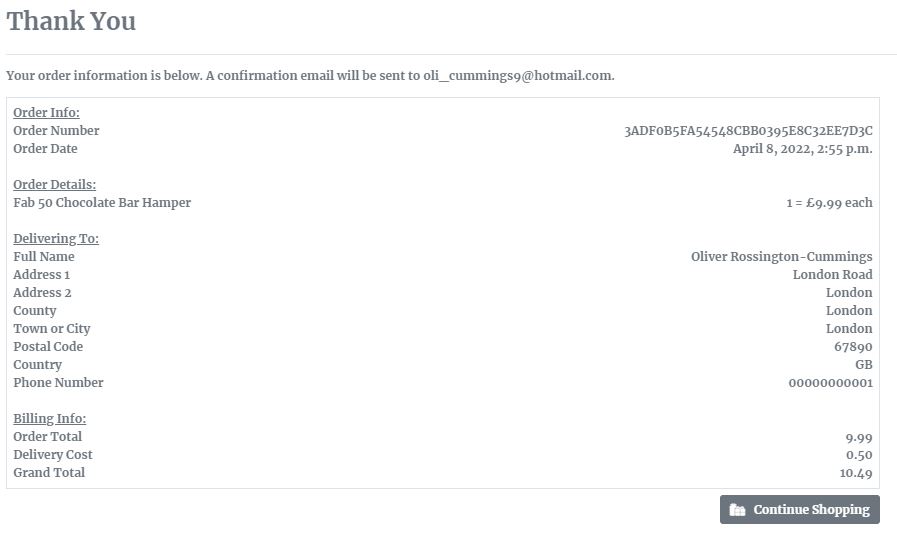 Thank You
Your order information is below. A confirmation email will be sent to oli_cummings9@hotmail.com.
Order Info:
Order Number 3ADF0B5FA54548CBB0395E8C32EE7D3C
Order Date April 8, 2022, 2:55 p.m.
Order Details:
Fab 50 Chocolate Bar Hamper 1 = £9.99 each
Delivering To:
Full Name Oliver Rossington-Cummings
Address 1 London Road
Address 2 London
County London
Town or City London
Postal Code 67890
Country GB
Phone Number 00000000001
Billing Info:
Order Total 9.99
Delivery Cost 0.50
Grand Total 10.49
Continue Shopping